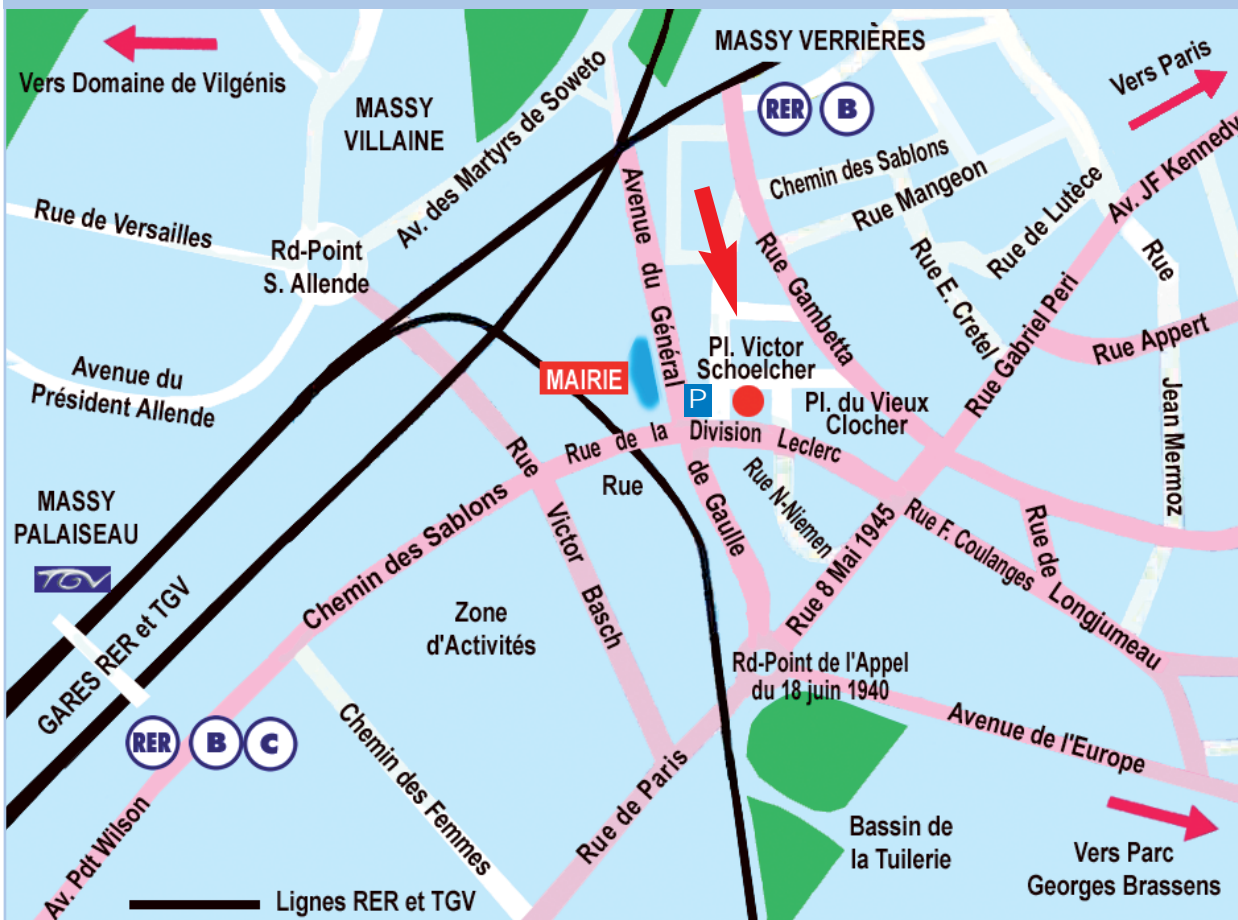 MASSY VERRIÈRES
RER B
Vers Paris
Vers Domaine de Vilgénis
MASSY
VILLAINE
Av. des Martyrs de Soweto
Avenue du Général de Gaulle
Chemin des Sablons
Rue Mangeon
Rue de Lutèce
Av. JF Kennedy
Rue de Versailles
Rd-Point
S. Allende
Rue Gambetta
Rue E. Cretel
Rue Gabriel Peri
Rue Jean Mermoz
Rue Appert
Avenue du
Président Allende
MAIRIE
P
Pl. Victor
Schoelcher
Pl. du Vieux
Clocher
Rue de la Division Leclerc
Rue
Rue N-Niemen
Rue 8 Mai 1945
Rue F. Coulanges
Rue de Longjumeau
MASSY
PALAISEAU
TGV
GARES RER et TGV
RER B C
Chemin des Sablons
Rue Victor Basch
Zone
d'Activités
Rd-Point de l'Appel
du 18 juin 1940
Avenue de l'Europe
Chemin des Femmes
Rue de Paris
Av. Pdt Wilson
Bassin de
la Tuilerie
Vers Parc
Georges Brassens
Lignes RER et TGV